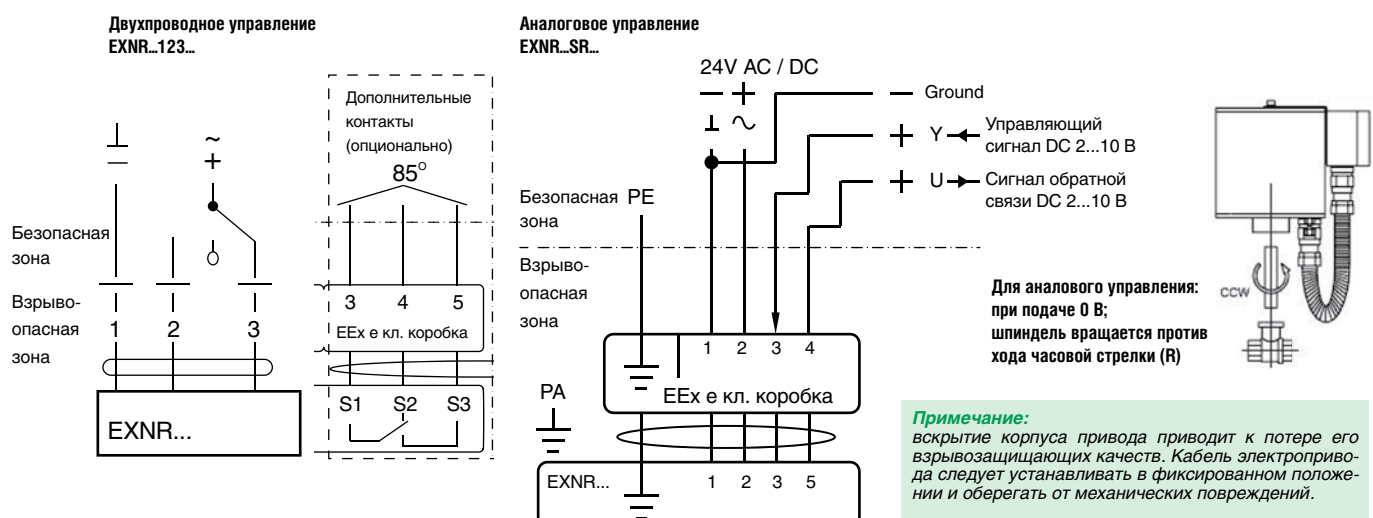 Двухпроводное управление
EXNR...123...
⊥
—
~
+
Безопасная
зона
Взрыво-
опасная
зона
1 2 3
EXNR...
Дополнительные
контакты
(опционально)
85°
3 4 5
EEx e кл. коробка
S1 S2 S3
Аналоговое управление
EXNR...SR...
24V AC / DC
— +
⊥ ~
— Ground
+ Y Управляющий
сигнал DC 2...10 В
+ U Сигнал обратной
связи DC 2...10 В
Безопасная PE
зона
Взрыво-
опасная
зона
1 2 3 4
EEx e кл. коробка
PA
EXNR... 1 2 3 5
CCW
Для аналового управления:
при подаче 0 В;
шпиндель вращается против
хода часовой стрелки (R)
Примечание:
вскрытие корпуса привода приводит к потере его
взрывозащищающих качеств. Кабель электроприво-
да следует устанавливать в фиксированном положе-
нии и оберегать от механических повреждений.